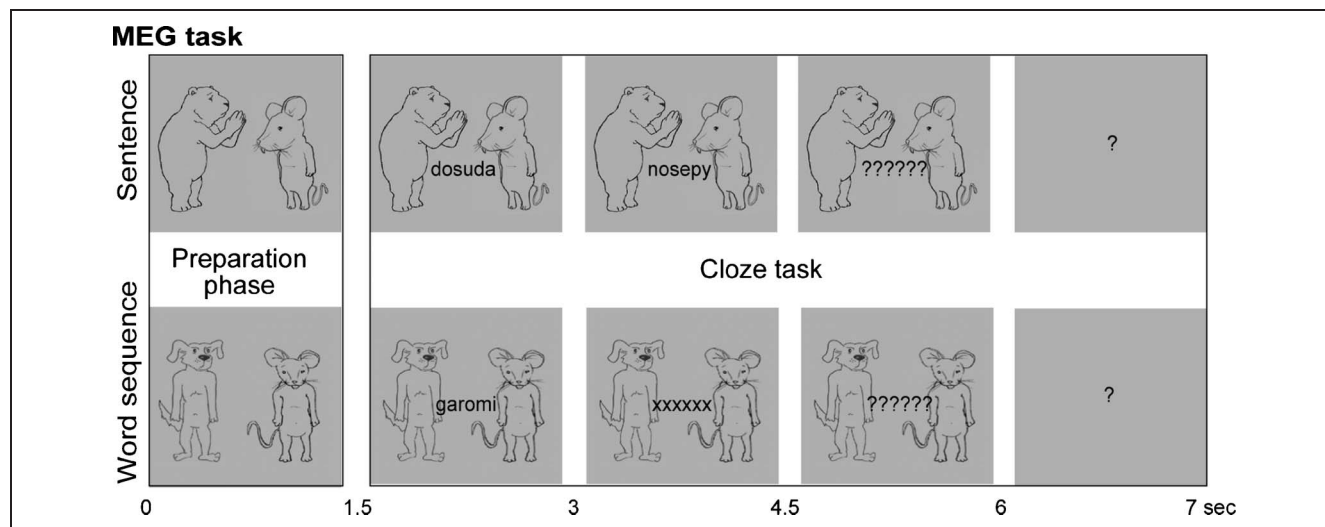 MEG task
Sentence
dosuda
nosepy
??????
?
Preparation
phase
Cloze task
Word sequence
garomi
xxxxxx
??????
?
0
1.5
3
4.5
6
7 sec